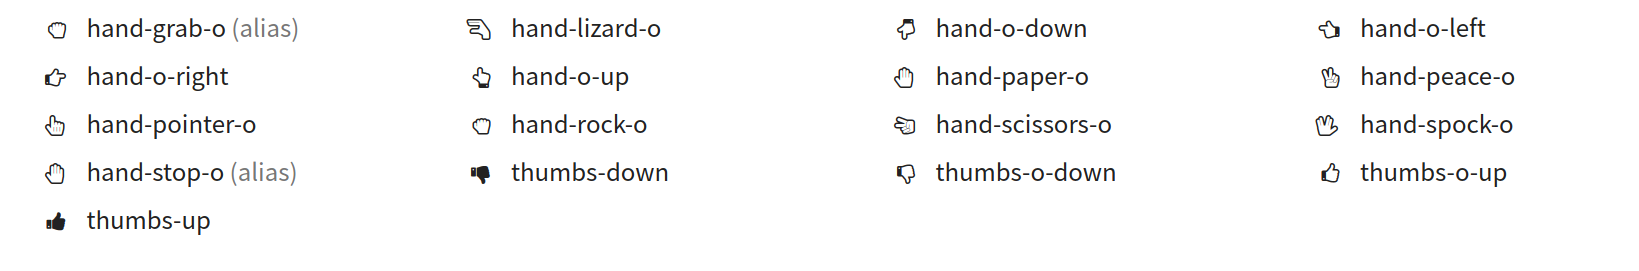 hand-grab-o (alias) hand-lizard-o hand-o-down hand-o-left
hand-o-right hand-o-up hand-paper-o hand-peace-o
hand-pointer-o hand-rock-o hand-scissors-o hand-spock-o
hand-stop-o (alias) thumbs-down thumbs-o-down thumbs-o-up
thumbs-up